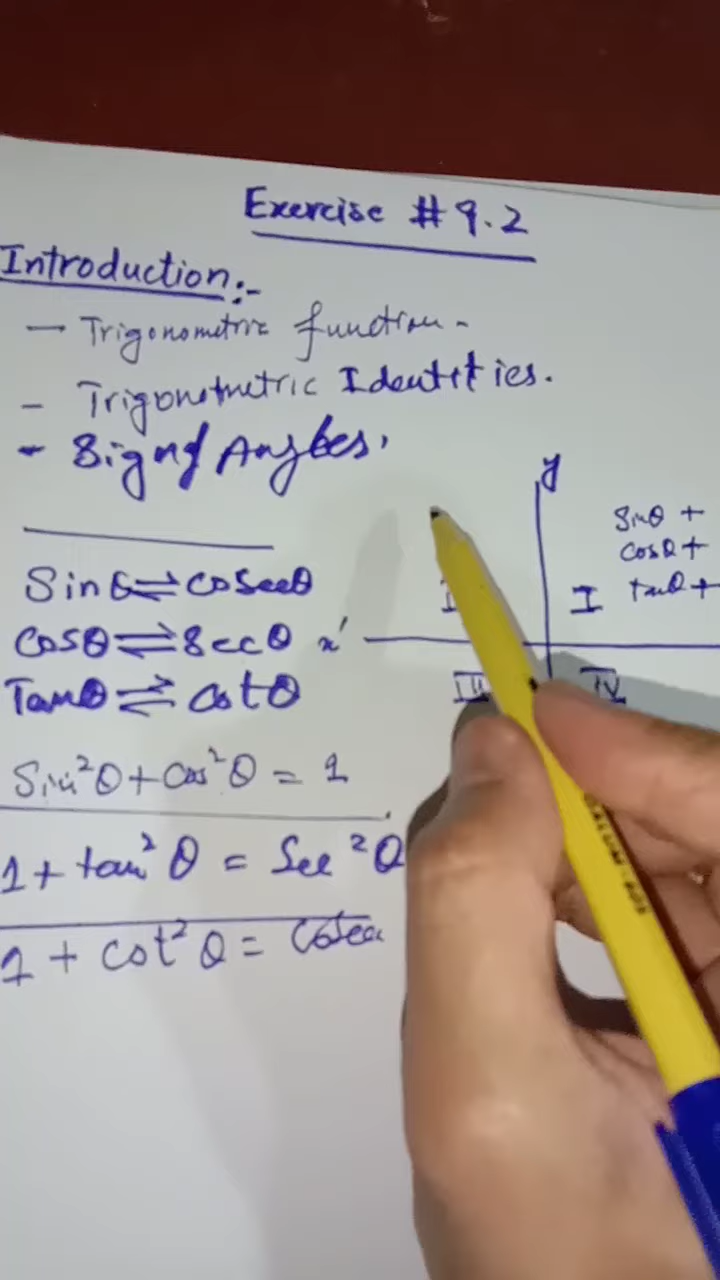 Exercise # 9.2
Introduction:-
- Trigonometric function -
- Trigonometric Identities.
- Sign of Angles,
y
Sinθ +
cosθ +
tanθ +
I
Sinθ ⇌ Cosecθ
Cosθ ⇌ Secθ
Tanθ ⇌ Cotθ
x'
III
IV
Sin²θ + Cos²θ = 1
1 + tan²θ = Sec²θ
1 + cot²θ = Cosec